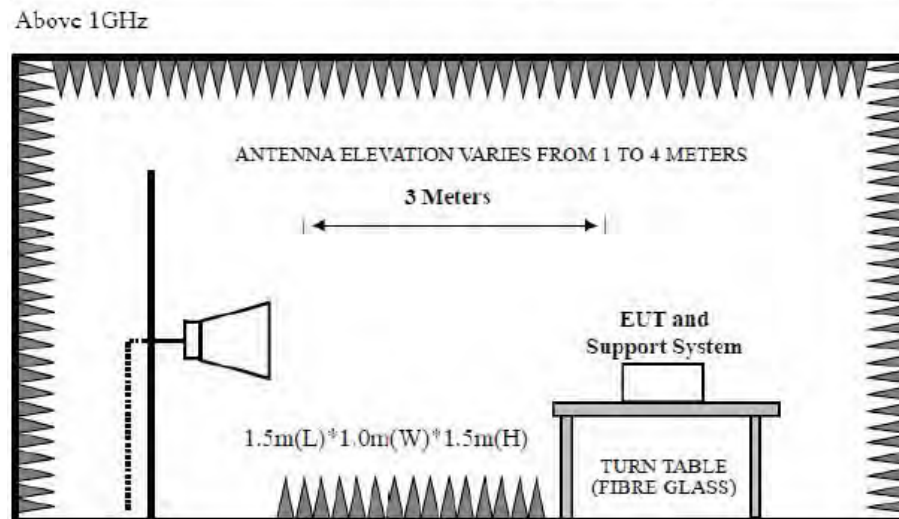 Above 1GHz
ANTENNA ELEVATION VARIES FROM 1 TO 4 METERS
3 Meters
EUT and
Support System
1.5m(L)*1.0m(W)*1.5m(H)
TURN TABLE
(FIBRE GLASS)